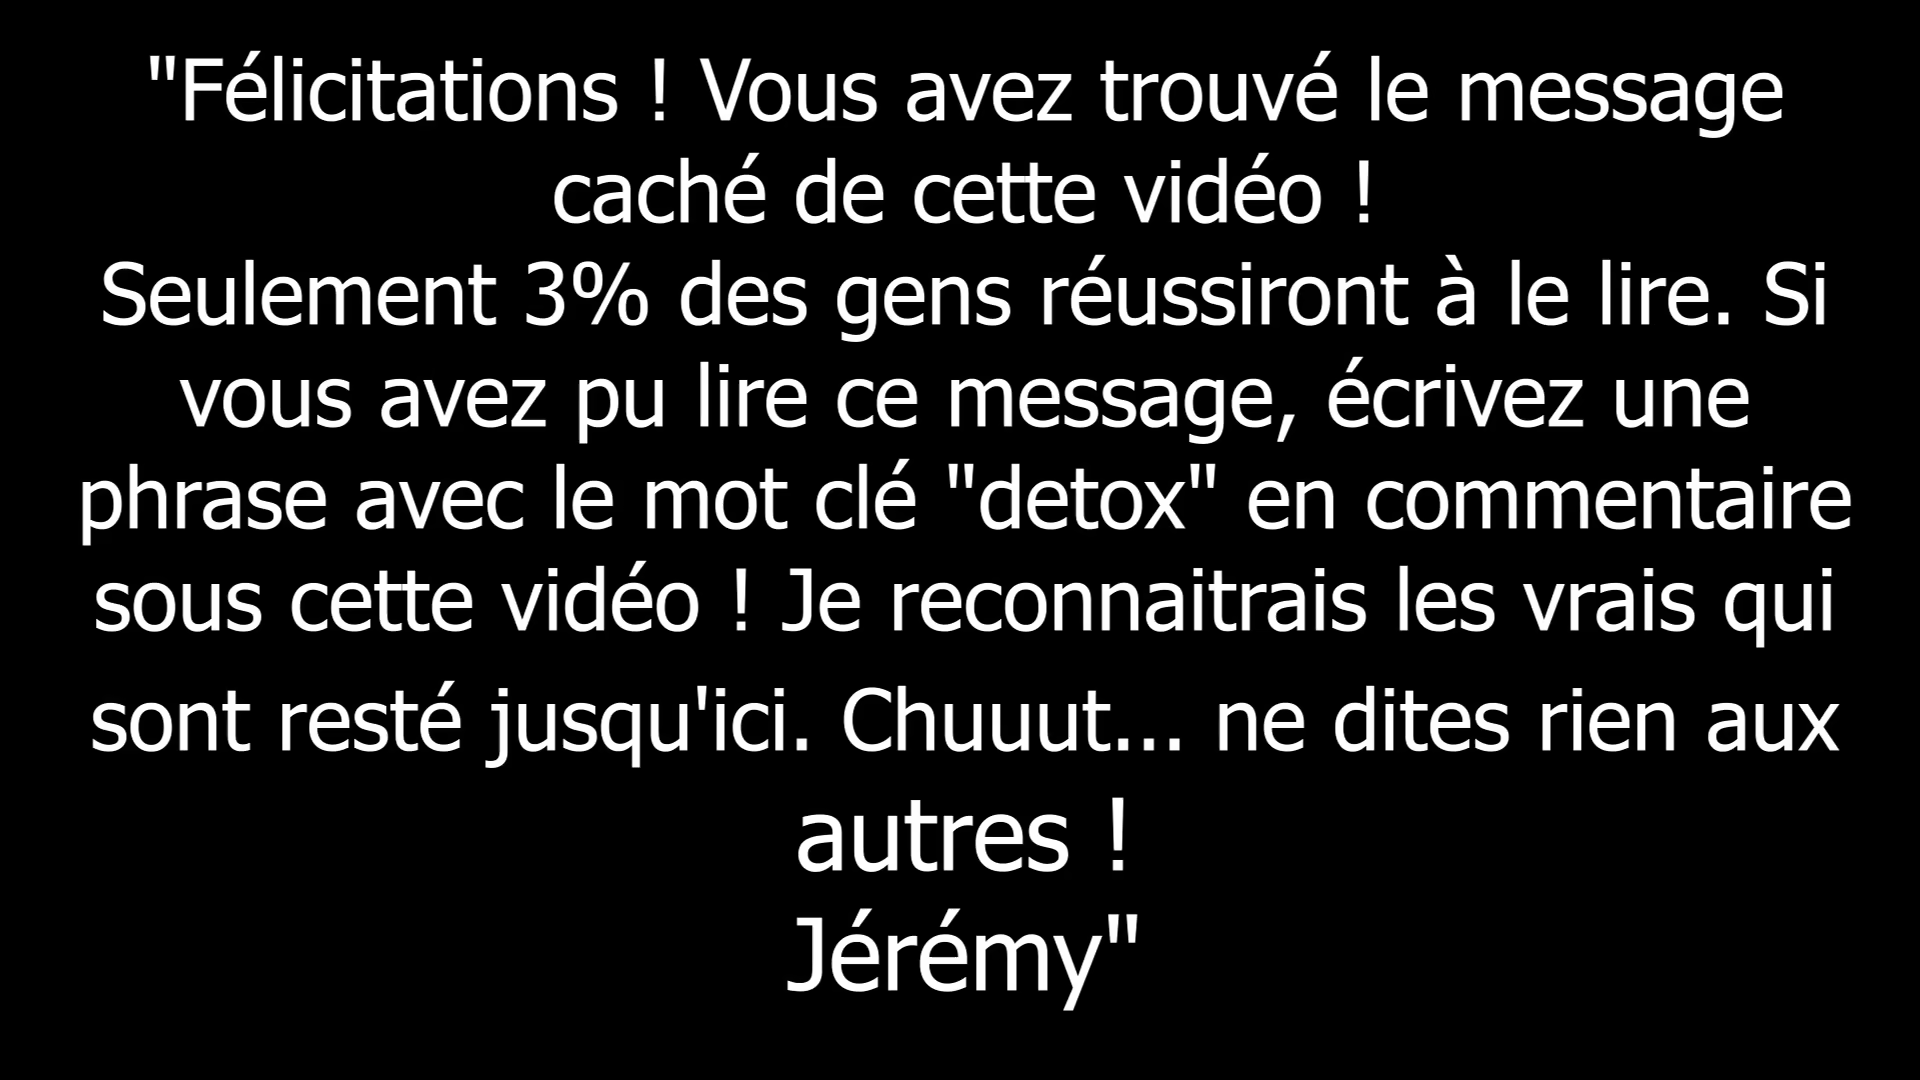 "Félicitations ! Vous avez trouvé le message
caché de cette vidéo !
Seulement 3% des gens réussiront à le lire. Si
vous avez pu lire ce message, écrivez une
phrase avec le mot clé "detox" en commentaire
sous cette vidéo ! Je reconnaitrais les vrais qui
sont resté jusqu'ici. Chuuut... ne dites rien aux
autres !
Jérémy"